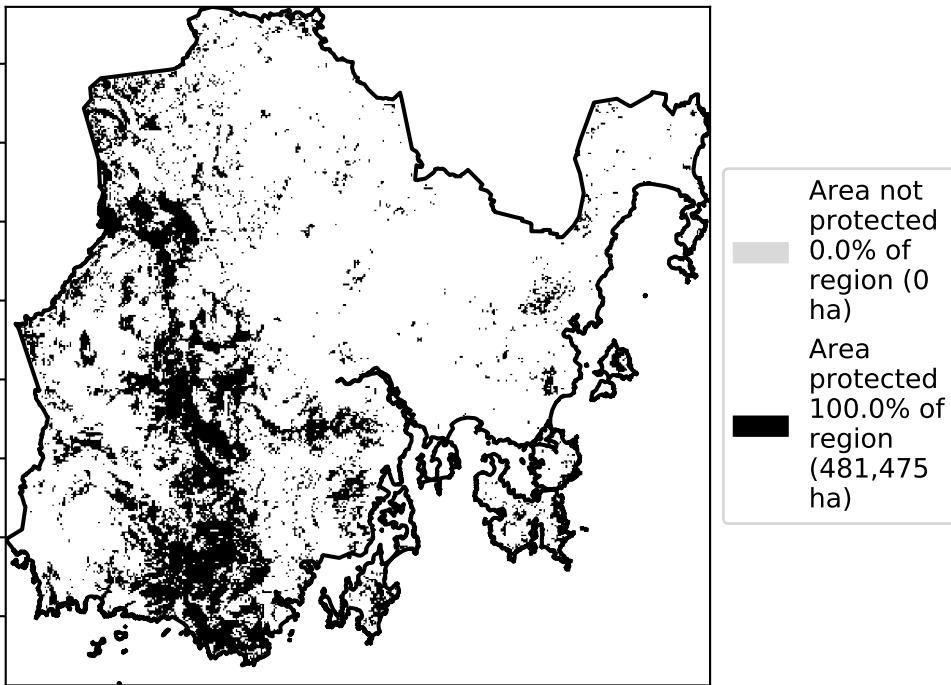 Area not
protected
0.0% of
region (0
ha)
Area
protected
100.0% of
region
(481,475
ha)